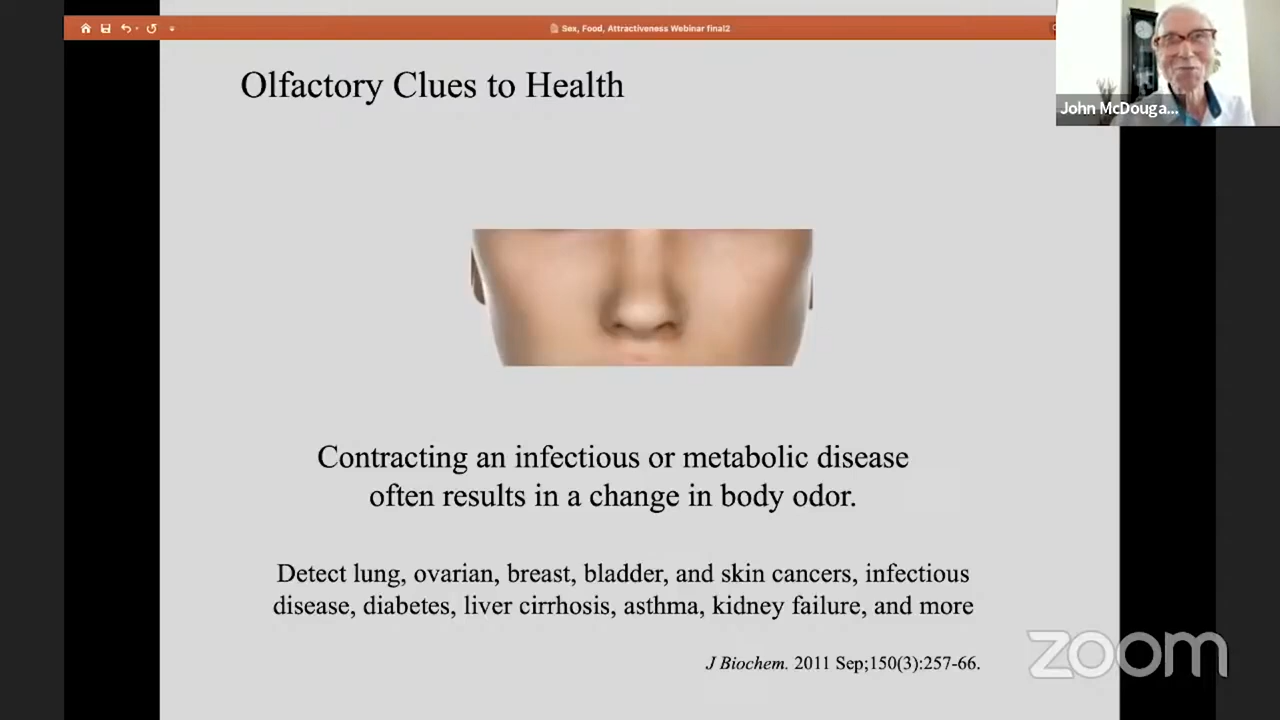 Sex, Food, Attractiveness Webinar final2
John McDouga...
Olfactory Clues to Health
Contracting an infectious or metabolic disease
often results in a change in body odor.
Detect lung, ovarian, breast, bladder, and skin cancers, infectious
disease, diabetes, liver cirrhosis, asthma, kidney failure, and more
J Biochem. 2011 Sep;150(3):257-66.
zoom